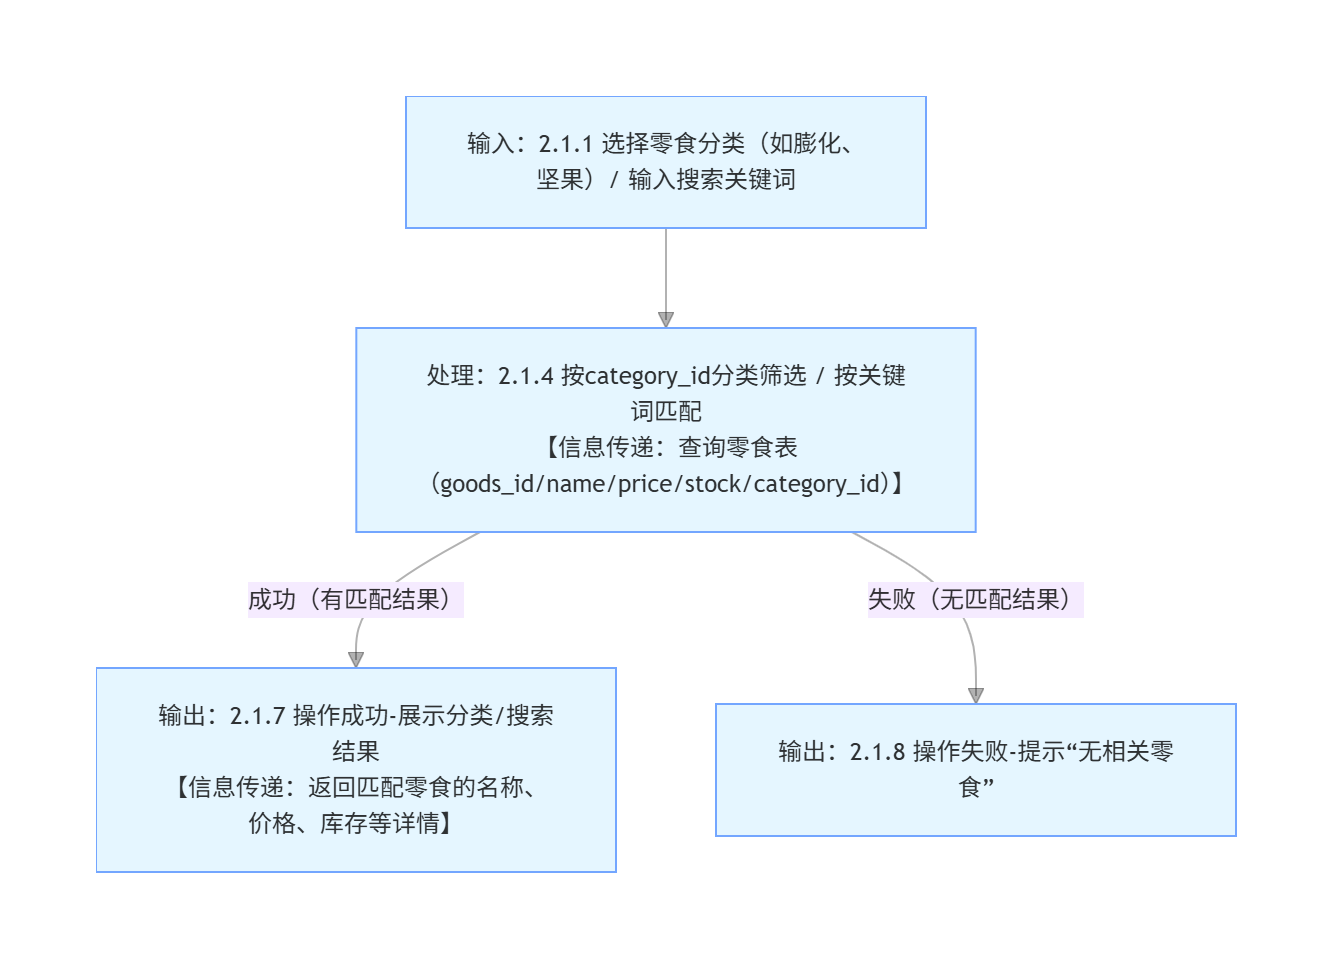 输入：2.1.1 选择零食分类（如膨化、
坚果）/ 输入搜索关键词
处理：2.1.4 按category_id分类筛选 / 按关键
词匹配
【信息传递：查询零食表
（goods_id/name/price/stock/category_id）】
成功（有匹配结果）
失败（无匹配结果）
输出：2.1.7 操作成功-展示分类/搜索
结果
【信息传递：返回匹配零食的名称、
价格、库存等详情】
输出：2.1.8 操作失败-提示“无相关零
食”